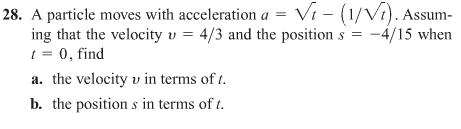 28. A particle moves with acceleration a = √t − (1/√t). Assum-
ing that the velocity v = 4/3 and the position s = −4/15 when
t = 0, find
a. the velocity v in terms of t.
b. the position s in terms of t.